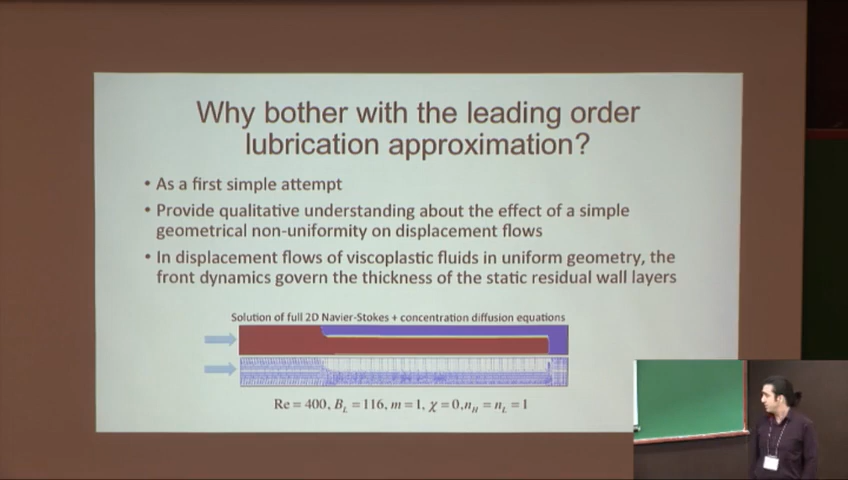 Why bother with the leading order
lubrication approximation?
• As a first simple attempt
• Provide qualitative understanding about the effect of a simple
geometrical non-uniformity on displacement flows
• In displacement flows of viscoplastic fluids in uniform geometry, the
front dynamics govern the thickness of the static residual wall layers
Solution of full 2D Navier-Stokes + concentration diffusion equations
Re = 400, B_L = 116, m = 1, χ = 0, n_H = n_L = 1